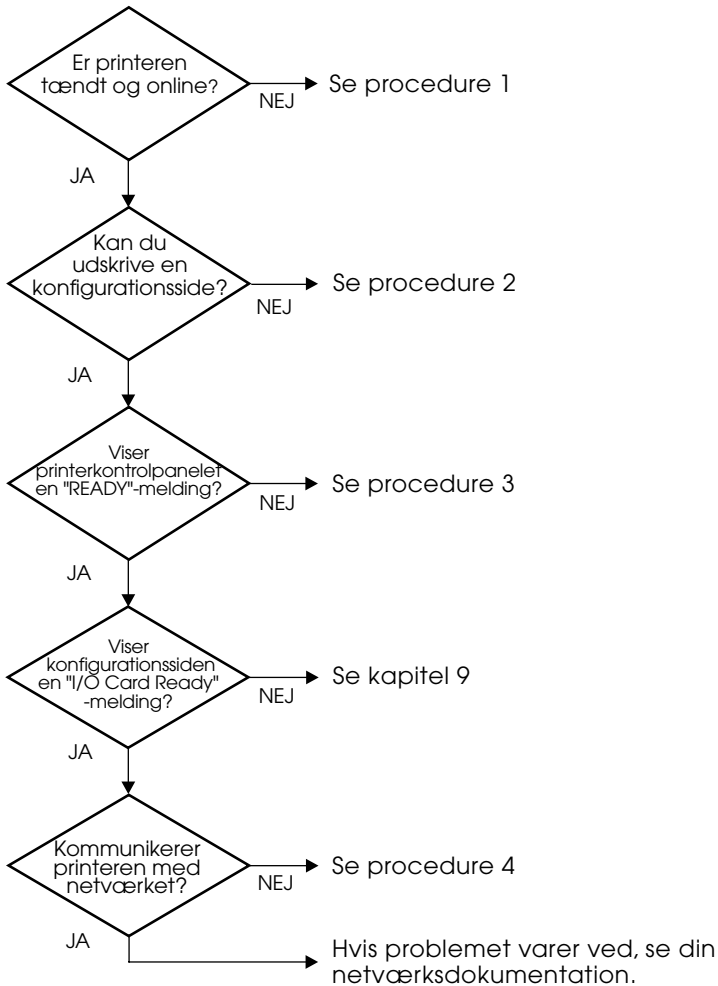 Er printeren
tændt og online?
NEJ
Se procedure 1
JA
Kan du
udskrive en
konfigurationsside?
NEJ
Se procedure 2
JA
Viser
printerkontrolpanelet
en "READY"-melding?
NEJ
Se procedure 3
JA
Viser
konfigurationssiden
en "I/O Card Ready"
-melding?
NEJ
Se kapitel 9
JA
Kommunikerer
printeren med
netværket?
NEJ
Se procedure 4
JA
Hvis problemet varer ved, se din
netværksdokumentation.